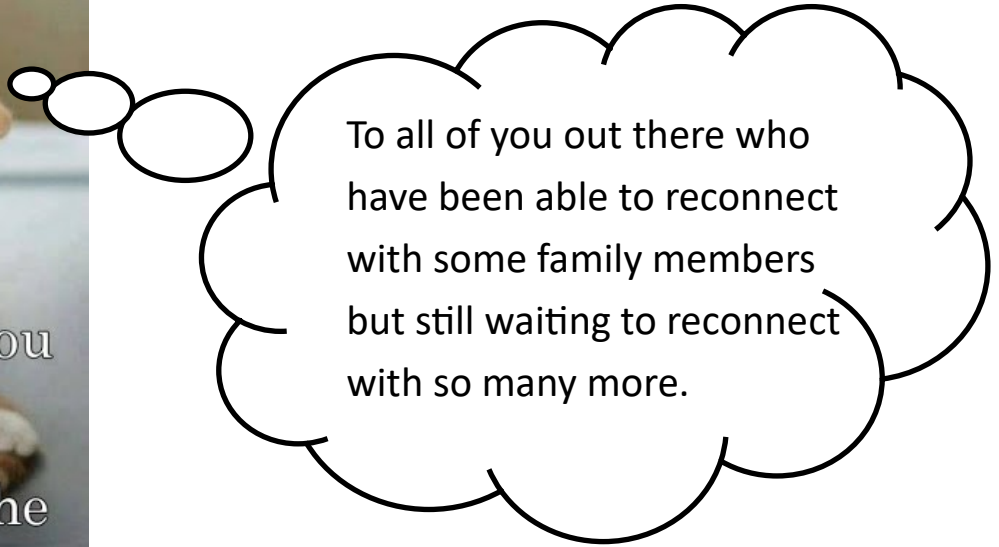 To all of you out there who
have been able to reconnect
with some family members
but still waiting to reconnect
with so many more.